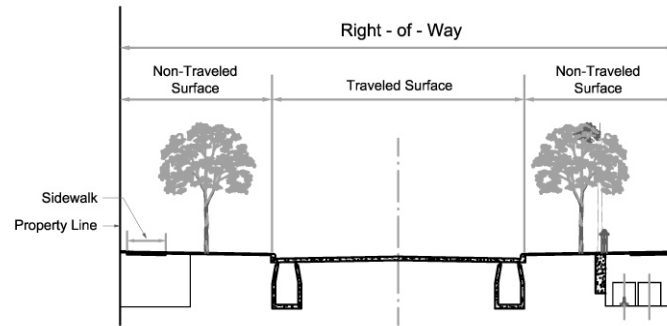 Right - of - Way
Non-Traveled
Surface
Traveled Surface
Non-Traveled
Surface
Sidewalk
Property Line